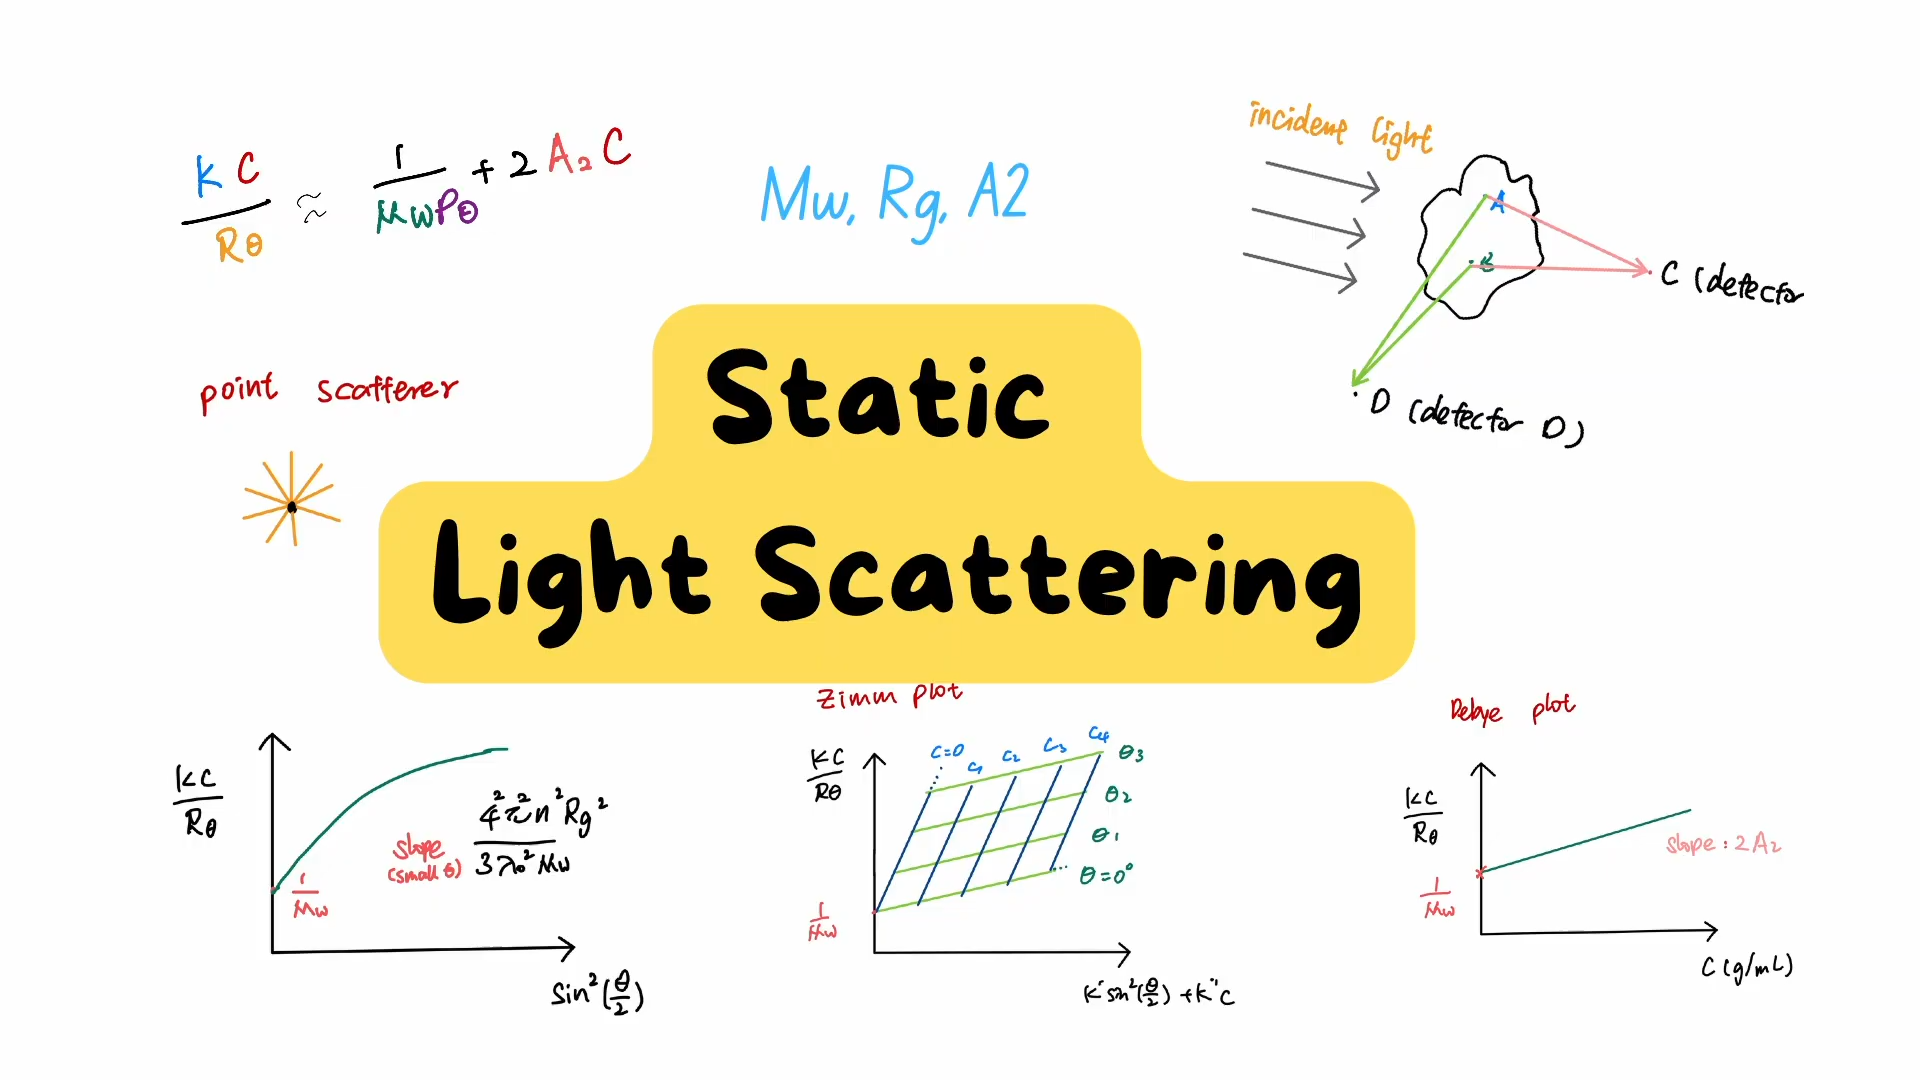 KC/Rθ ≈ 1/MwPθ + 2A₂C
Mw, Rg, A2
incident light
A
B
C (detector
D (detector D)
point scatterer
Static
Light Scattering
KC/Rθ
1/Mw
slope
(small θ)
4²π²n²Rg²/3λ₀²Mw
Sin²(θ/2)
Zimm plot
KC/Rθ
C=0
C₁
C₂
C₃
C₄
θ₃
θ₂
θ₁
θ=0°
1/Mw
K'sin²(θ/2) + K''C
Debye plot
KC/Rθ
slope: 2A₂
1/Mw
C (g/mL)